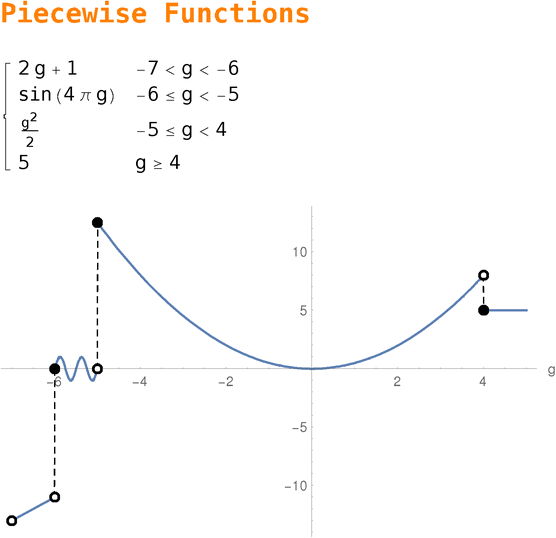 Piecewise Functions
2 g + 1 −7 < g < −6
sin (4 π g) −6 ≤ g < −5
g²/2 −5 ≤ g < 4
5 g ≥ 4
10
5
−6 −4 −2 2 4 g
−5
−10